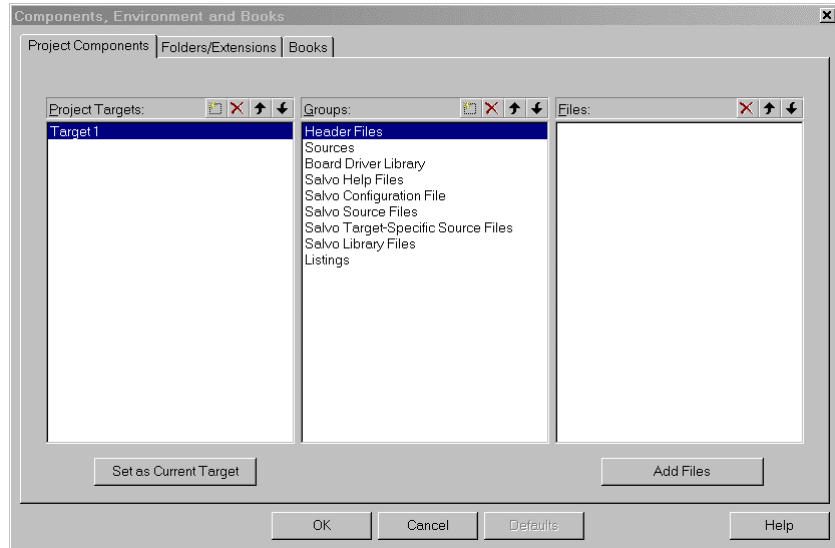 Components, Environment and Books
Project Components Folders/Extensions Books
Project Targets: Groups: Files:
Target 1
Header Files
Sources
Board Driver Library
Salvo Help Files
Salvo Configuration File
Salvo Source Files
Salvo Target-Specific Source Files
Salvo Library Files
Listings
Set as Current Target Add Files
OK Cancel Defaults Help